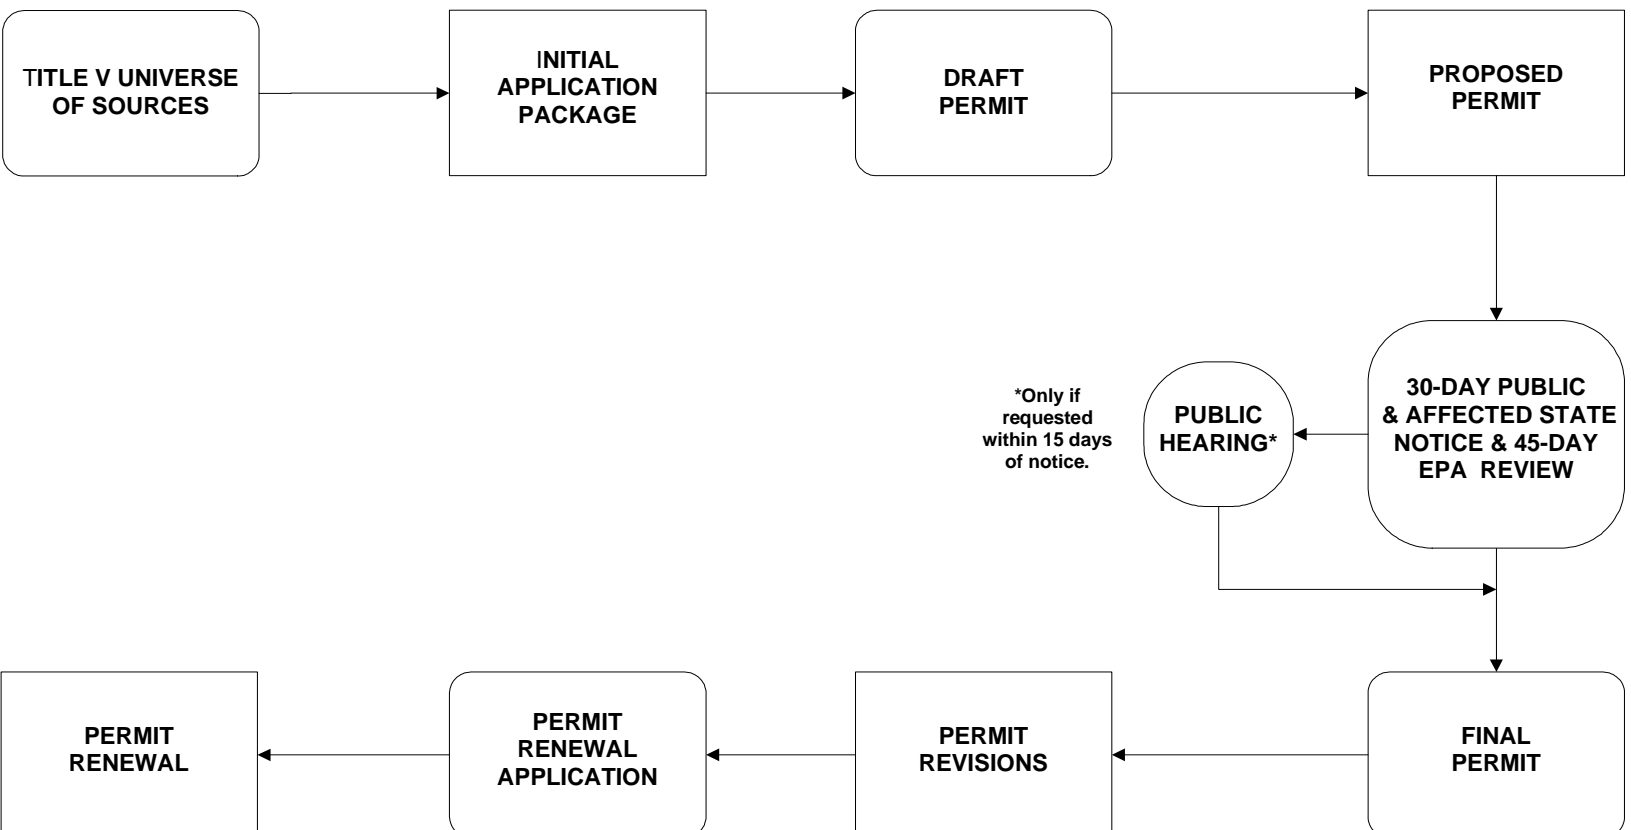 TITLE V UNIVERSE
OF SOURCES
INITIAL
APPLICATION
PACKAGE
DRAFT
PERMIT
PROPOSED
PERMIT
30-DAY PUBLIC
& AFFECTED STATE
NOTICE & 45-DAY
EPA REVIEW
PUBLIC
HEARING*
*Only if
requested
within 15 days
of notice.
FINAL
PERMIT
PERMIT
REVISIONS
PERMIT
RENEWAL
APPLICATION
PERMIT
RENEWAL